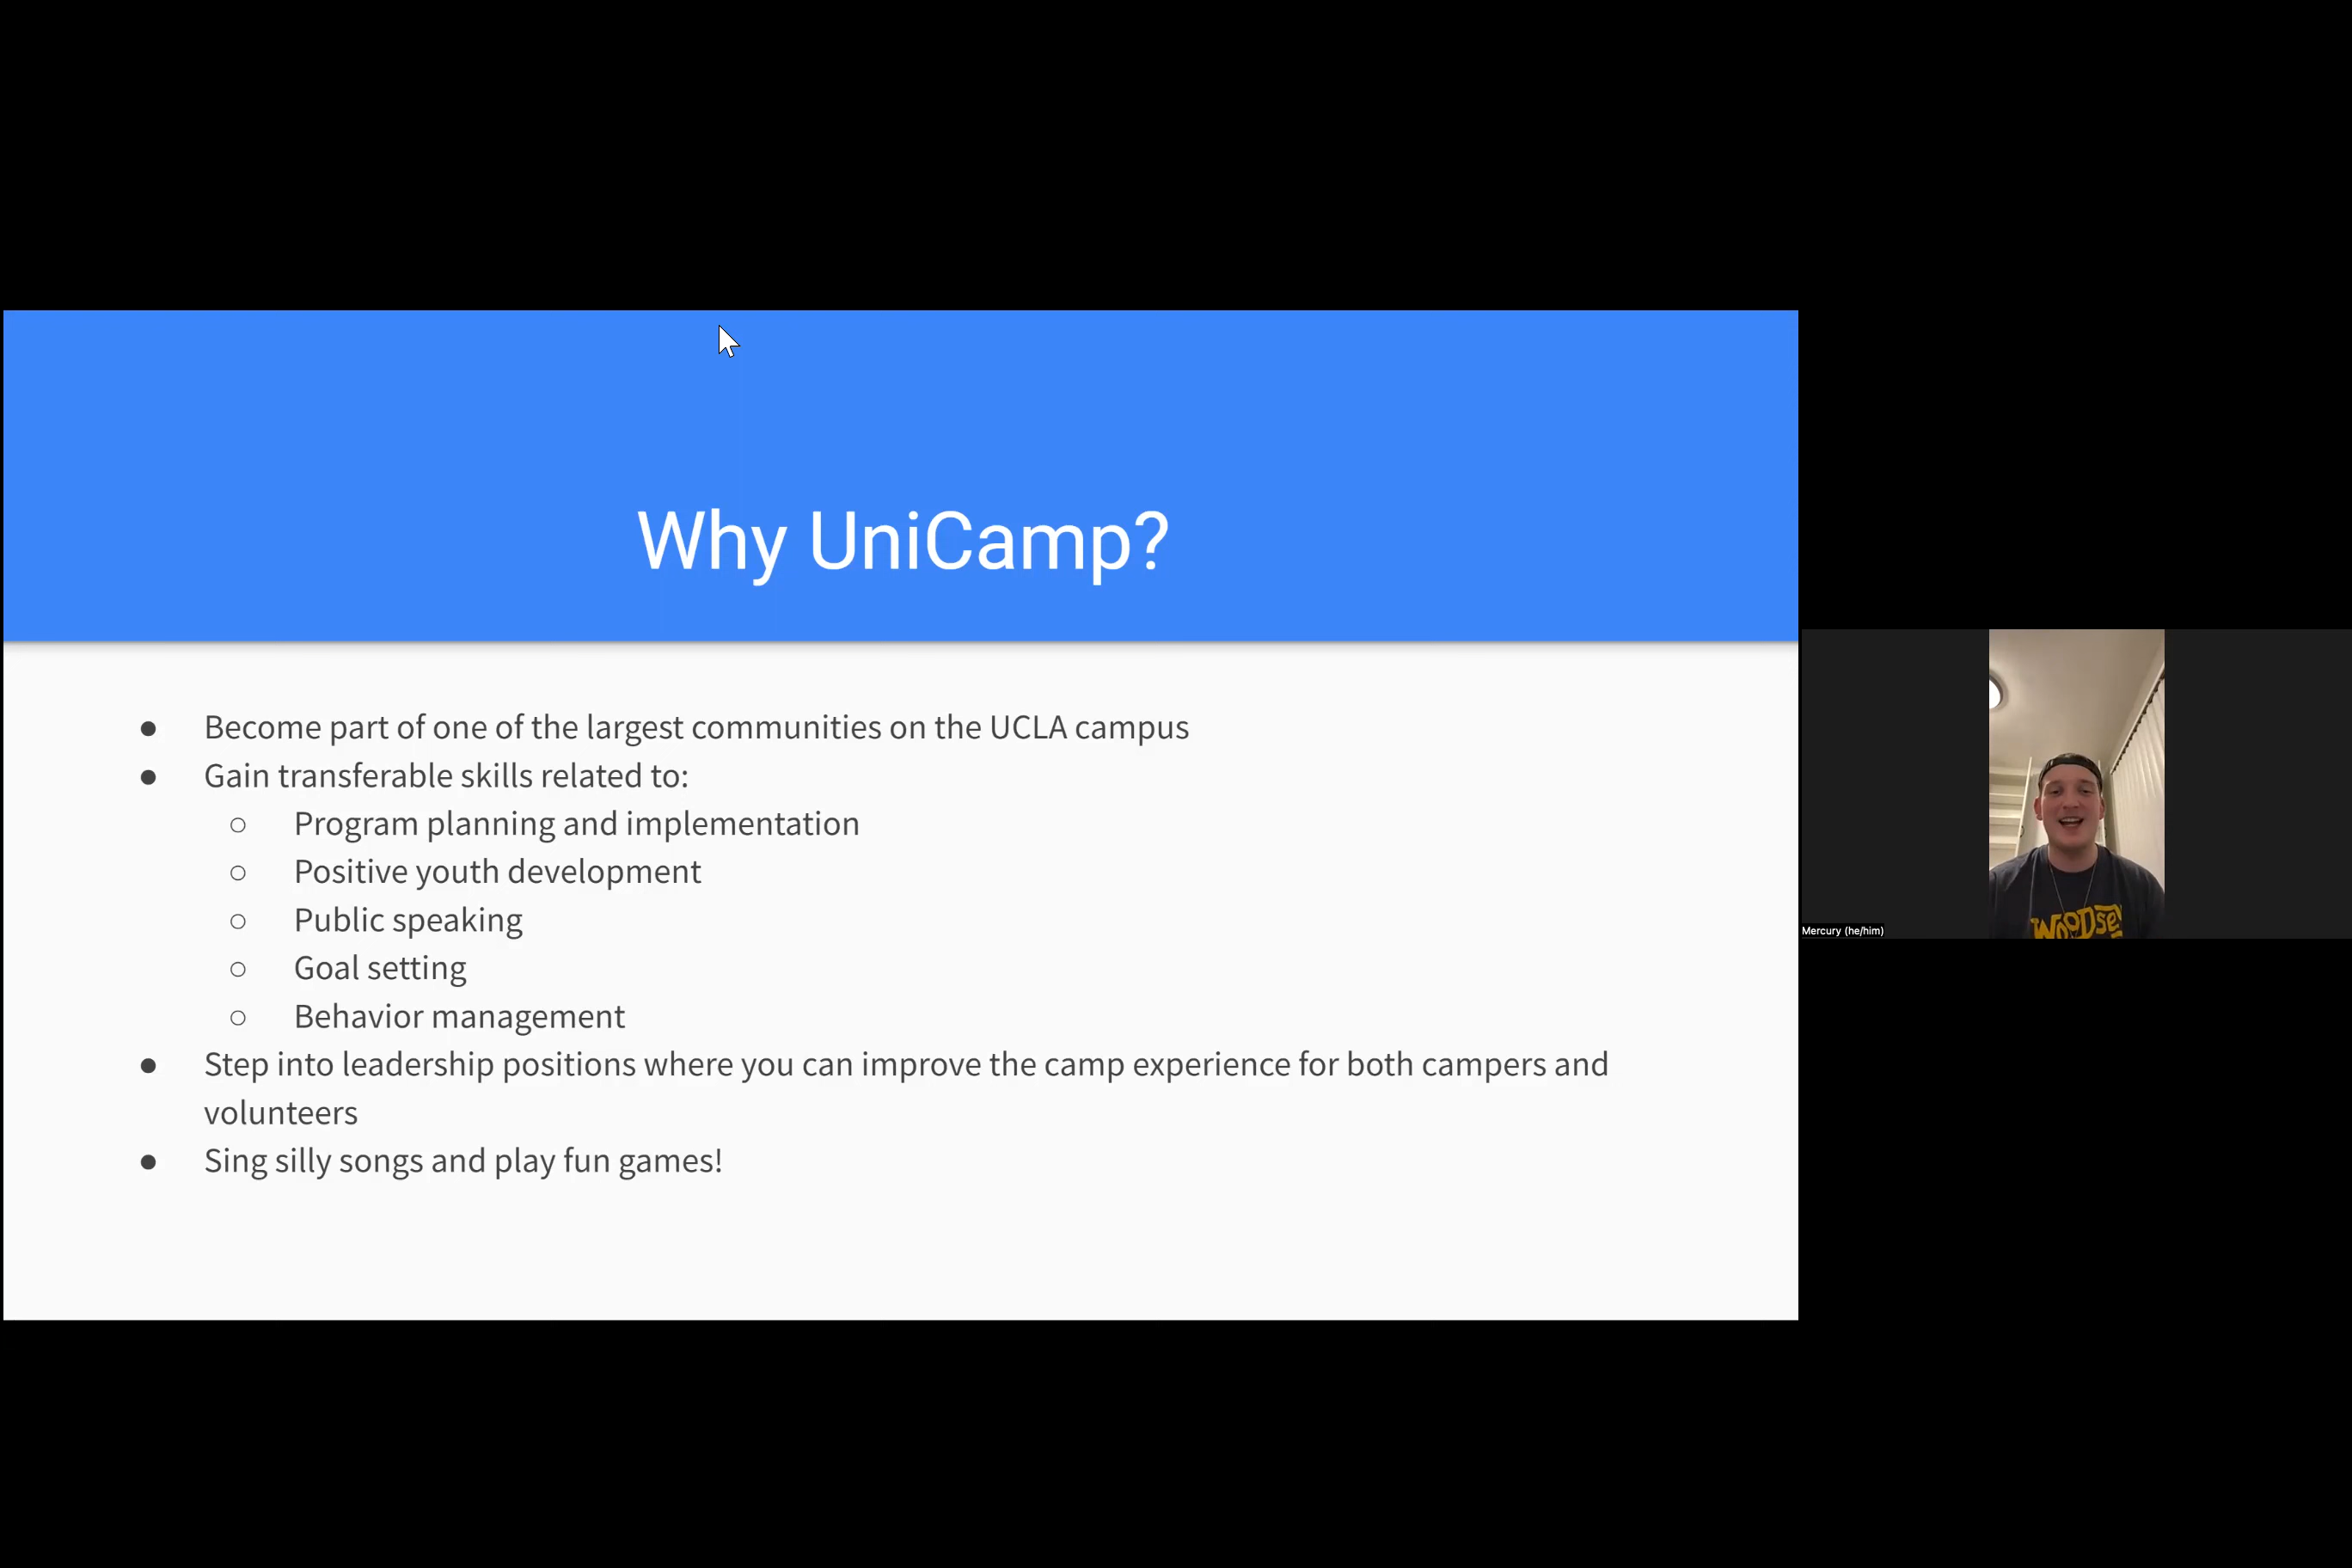 Why UniCamp?
● Become part of one of the largest communities on the UCLA campus
● Gain transferable skills related to:
○ Program planning and implementation
○ Positive youth development
○ Public speaking
○ Goal setting
○ Behavior management
● Step into leadership positions where you can improve the camp experience for both campers and
volunteers
● Sing silly songs and play fun games!
Mercury (he/him)